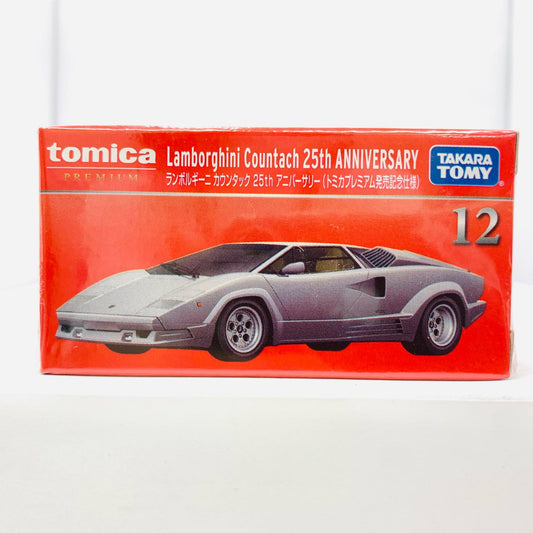 tomica
PREMIUM
Lamborghini Countach 25th ANNIVERSARY
ランボルギーニ カウンタック 25th アニバーサリー (トミカプレミアム発売記念仕様)
TAKARA
TOMY
12